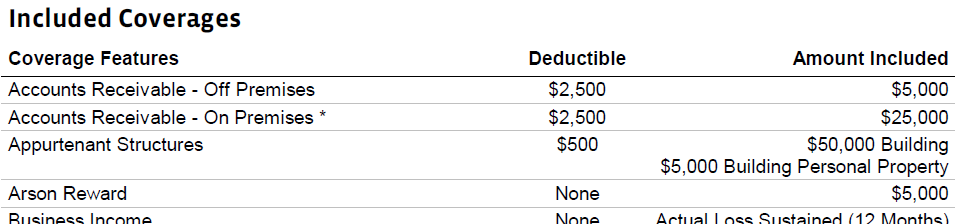 Included Coverages
Coverage Features Deductible Amount Included
Accounts Receivable - Off Premises $2,500 $5,000
Accounts Receivable - On Premises * $2,500 $25,000
Appurtenant Structures $500 $50,000 Building
$5,000 Building Personal Property
Arson Reward None $5,000
Business Income None Actual Loss Sustained (12 Months)